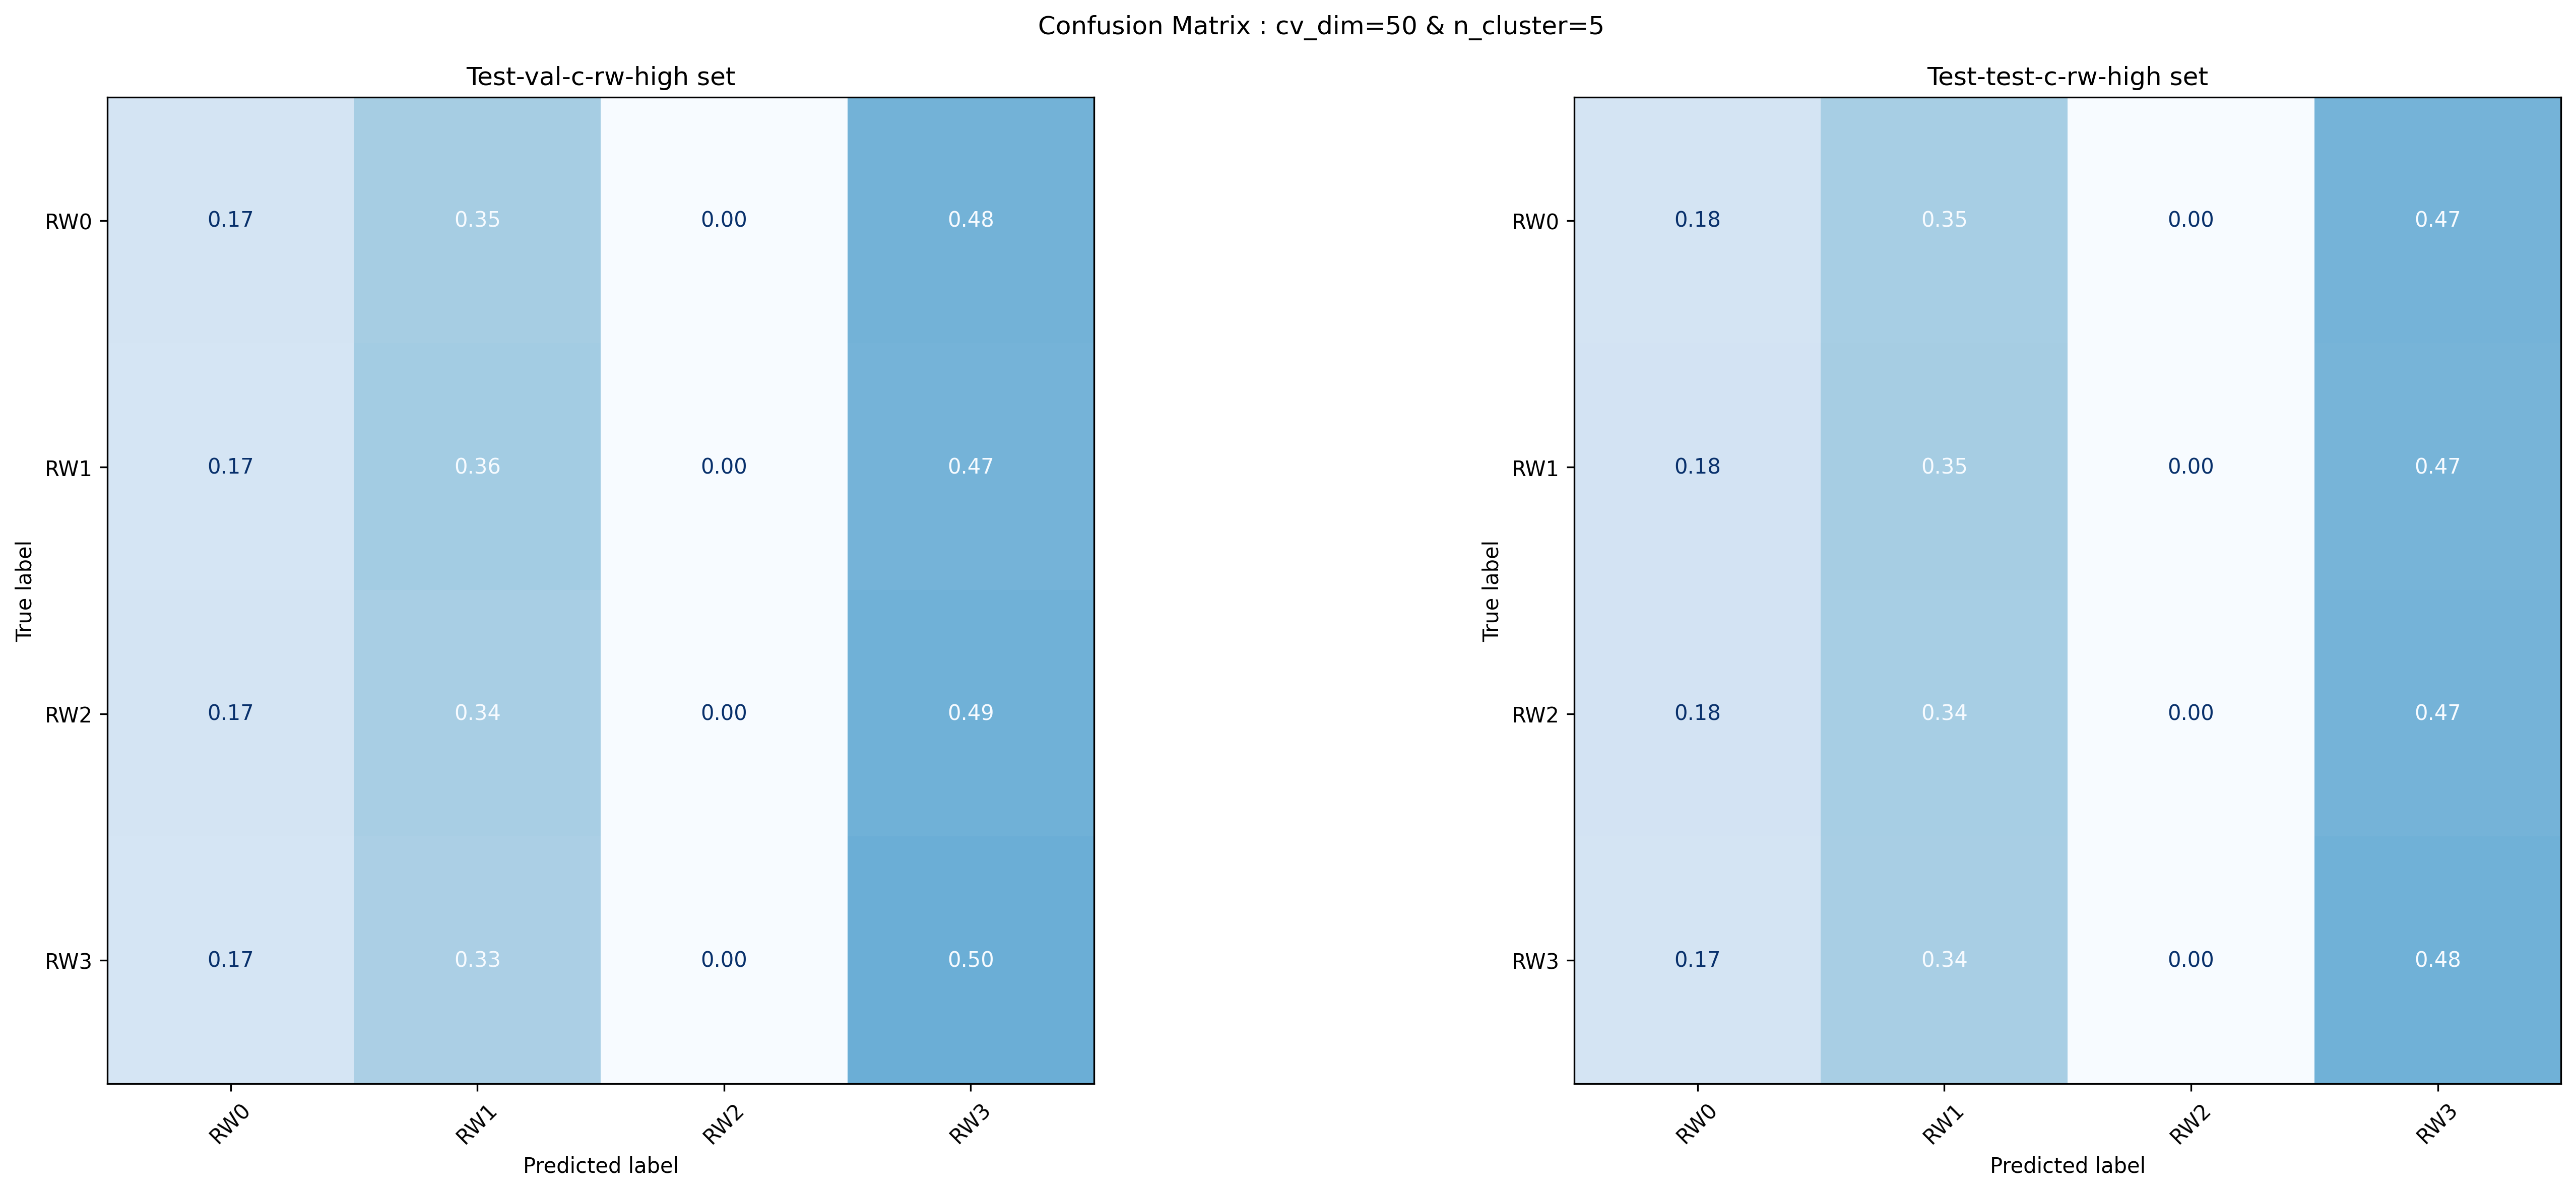 Confusion Matrix : cv_dim=50 & n_cluster=5
Test-val-c-rw-high set
True label
RW0 0.17 0.35 0.00 0.48
RW1 0.17 0.36 0.00 0.47
RW2 0.17 0.34 0.00 0.49
RW3 0.17 0.33 0.00 0.50
RW0 RW1 RW2 RW3
Predicted label
Test-test-c-rw-high set
True label
RW0 0.18 0.35 0.00 0.47
RW1 0.18 0.35 0.00 0.47
RW2 0.18 0.34 0.00 0.47
RW3 0.17 0.34 0.00 0.48
RW0 RW1 RW2 RW3
Predicted label